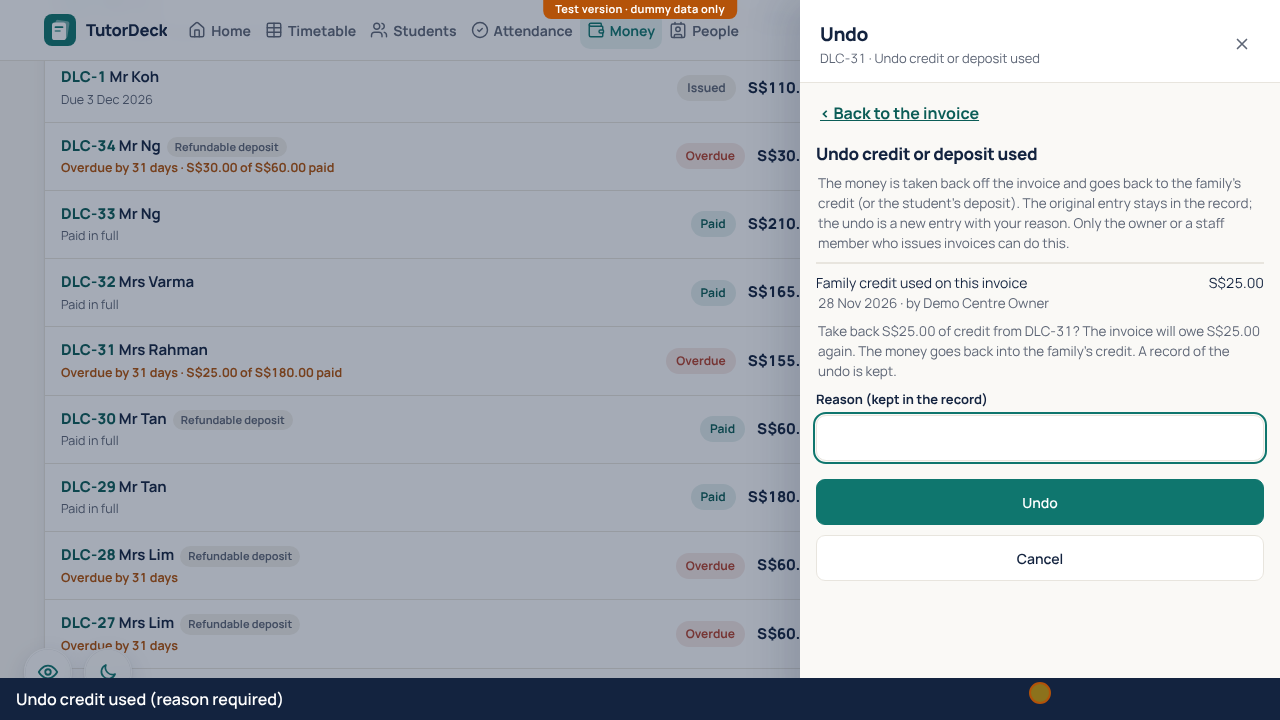 Test version · dummy data only
TutorDeck
Home
Timetable
Students
Attendance
Money
People
DLC-1 Mr Koh
Due 3 Dec 2026
Issued
S$110.
DLC-34 Mr Ng
Refundable deposit
Overdue by 31 days · S$30.00 of S$60.00 paid
Overdue
S$30.
DLC-33 Mr Ng
Paid in full
Paid
S$210.
DLC-32 Mrs Varma
Paid in full
Paid
S$165.
DLC-31 Mrs Rahman
Overdue by 31 days · S$25.00 of S$180.00 paid
Overdue
S$155.
DLC-30 Mr Tan
Refundable deposit
Paid in full
Paid
S$60.
DLC-29 Mr Tan
Paid in full
Paid
S$180.
DLC-28 Mrs Lim
Refundable deposit
Overdue by 31 days
Overdue
S$60.
DLC-27 Mrs Lim
Refundable deposit
Overdue by 31 days
Overdue
S$60.
Undo
DLC-31 · Undo credit or deposit used
‹ Back to the invoice
Undo credit or deposit used
The money is taken back off the invoice and goes back to the family's
credit (or the student's deposit). The original entry stays in the record;
the undo is a new entry with your reason. Only the owner or a staff
member who issues invoices can do this.
Family credit used on this invoice
S$25.00
28 Nov 2026 · by Demo Centre Owner
Take back S$25.00 of credit from DLC-31? The invoice will owe S$25.00
again. The money goes back into the family's credit. A record of the
undo is kept.
Reason (kept in the record)
Undo
Cancel
Undo credit used (reason required)